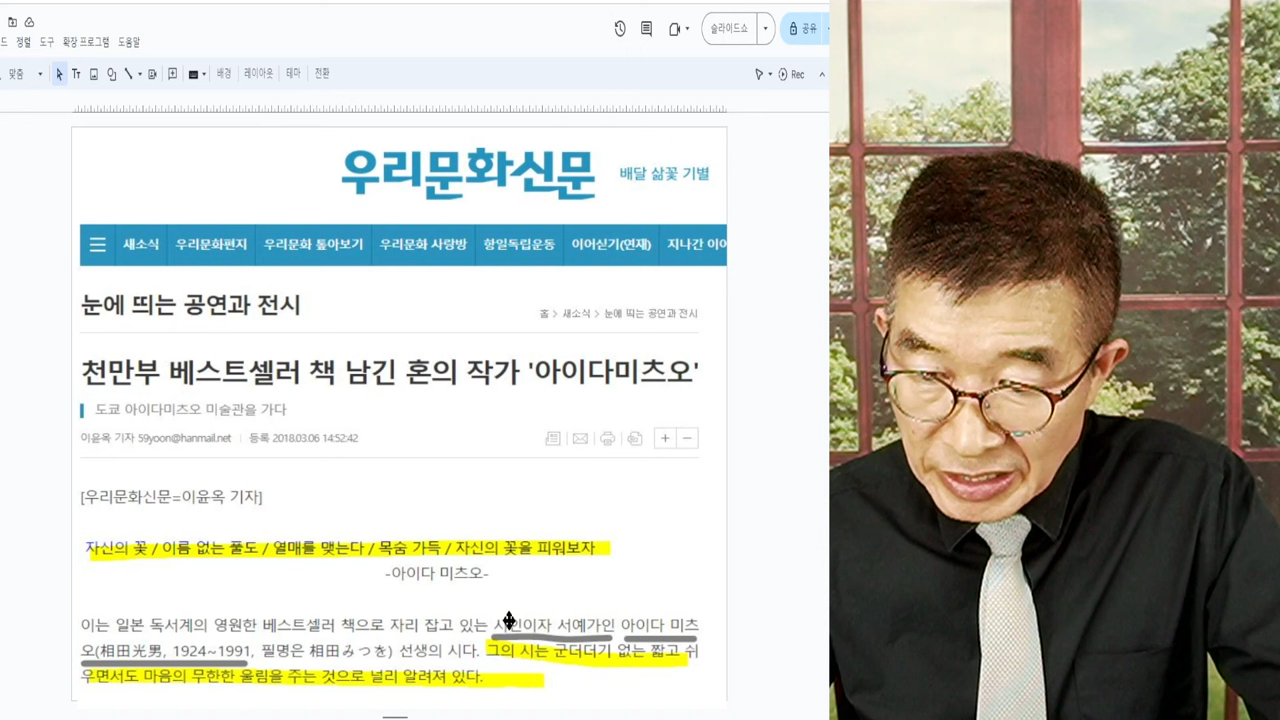 정렬 도구 확장 프로그램 도움말
슬라이드쇼
공유
맞춤
배경 레이아웃 테마 전환
Rec
우리문화신문 배달 삶꽃 기별
새소식 우리문화편지 우리문화 톺아보기 우리문화 사랑방 항일독립운동 이어싣기(연재) 지나간 이어
눈에 띄는 공연과 전시
홈 > 새소식 > 눈에 띄는 공연과 전시
천만부 베스트셀러 책 남긴 혼의 작가 '아이다미츠오'
도쿄 아이다미츠오 미술관을 가다
이윤옥 기자 59yoon@hanmail.net 등록 2018.03.06 14:52:42
[우리문화신문=이윤옥 기자]
자신의 꽃 / 이름 없는 풀도 / 열매를 맺는다 / 목숨 가득 / 자신의 꽃을 피워보자
-아이다 미츠오-
이는 일본 독서계의 영원한 베스트셀러 책으로 자리 잡고 있는 시인이자 서예가인 아이다 미츠
오(相田光男, 1924~1991, 필명은 相田みつを) 선생의 시다. 그의 시는 군더더기 없는 짧고 쉬
우면서도 마음의 무한한 울림을 주는 것으로 널리 알려져 있다.